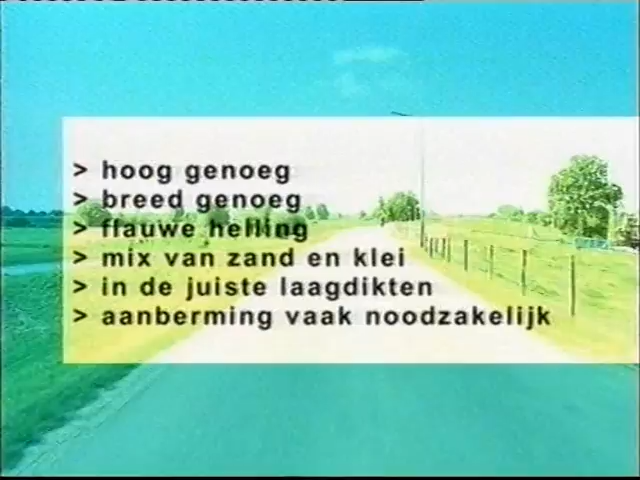 > hoog genoeg
> breed genoeg
> flauwe helling
> mix van zand en klei
> in de juiste laagdikten
> aanberming vaak noodzakelijk